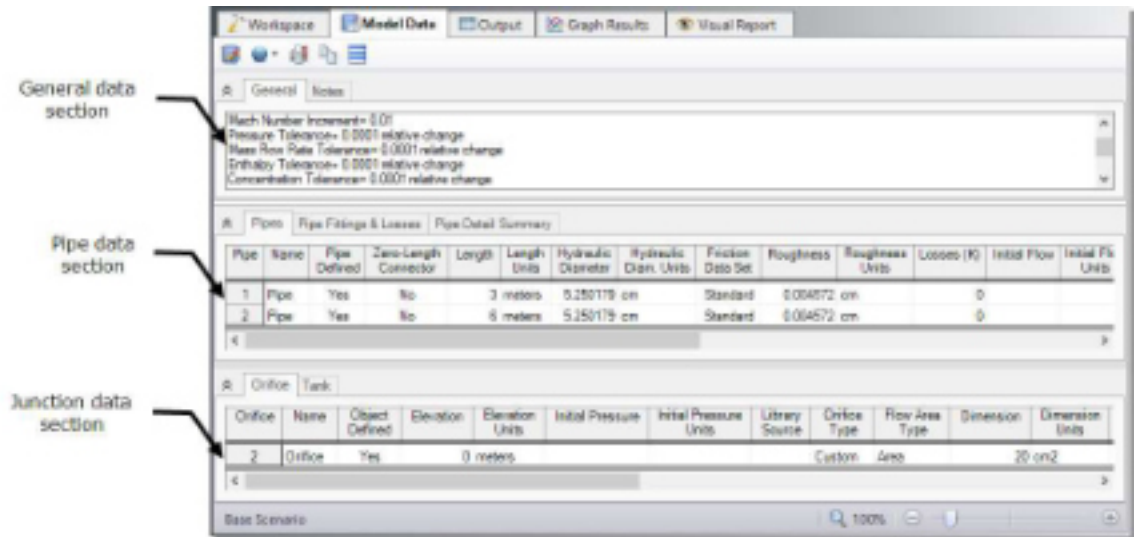 Workspace Model Data Output Graph Results Visual Report
General data section
General Notes
Mach Number Increment= 0.01
Pressure Tolerance= 0.0001 relative change
Mass Flow Rate Tolerance= 0.0001 relative change
Enthalpy Tolerance= 0.0001 relative change
Concentration Tolerance= 0.0001 relative change
Pipe data section
Pipes Pipe Fittings & Losses Pipe Detail Summary
Pipe Name Pipe Defined Zero-Length Connector Length Length Units Hydraulic Diameter Hydraulic Diam. Units Friction Data Set Roughness Roughness Units Losses (K) Initial Flow Initial Flo Units
1 Pipe Yes No 3 meters 5.250179 cm Standard 0.004572 cm 0
2 Pipe Yes No 6 meters 5.250179 cm Standard 0.004572 cm 0
Junction data section
Orifice Tank
Orifice Name Object Defined Elevation Elevation Units Initial Pressure Initial Pressure Units Library Source Orifice Type Flow Area Type Dimension Dimension Units
2 Orifice Yes 0 meters Custom Area 20 cm2
Base Scenario 100%